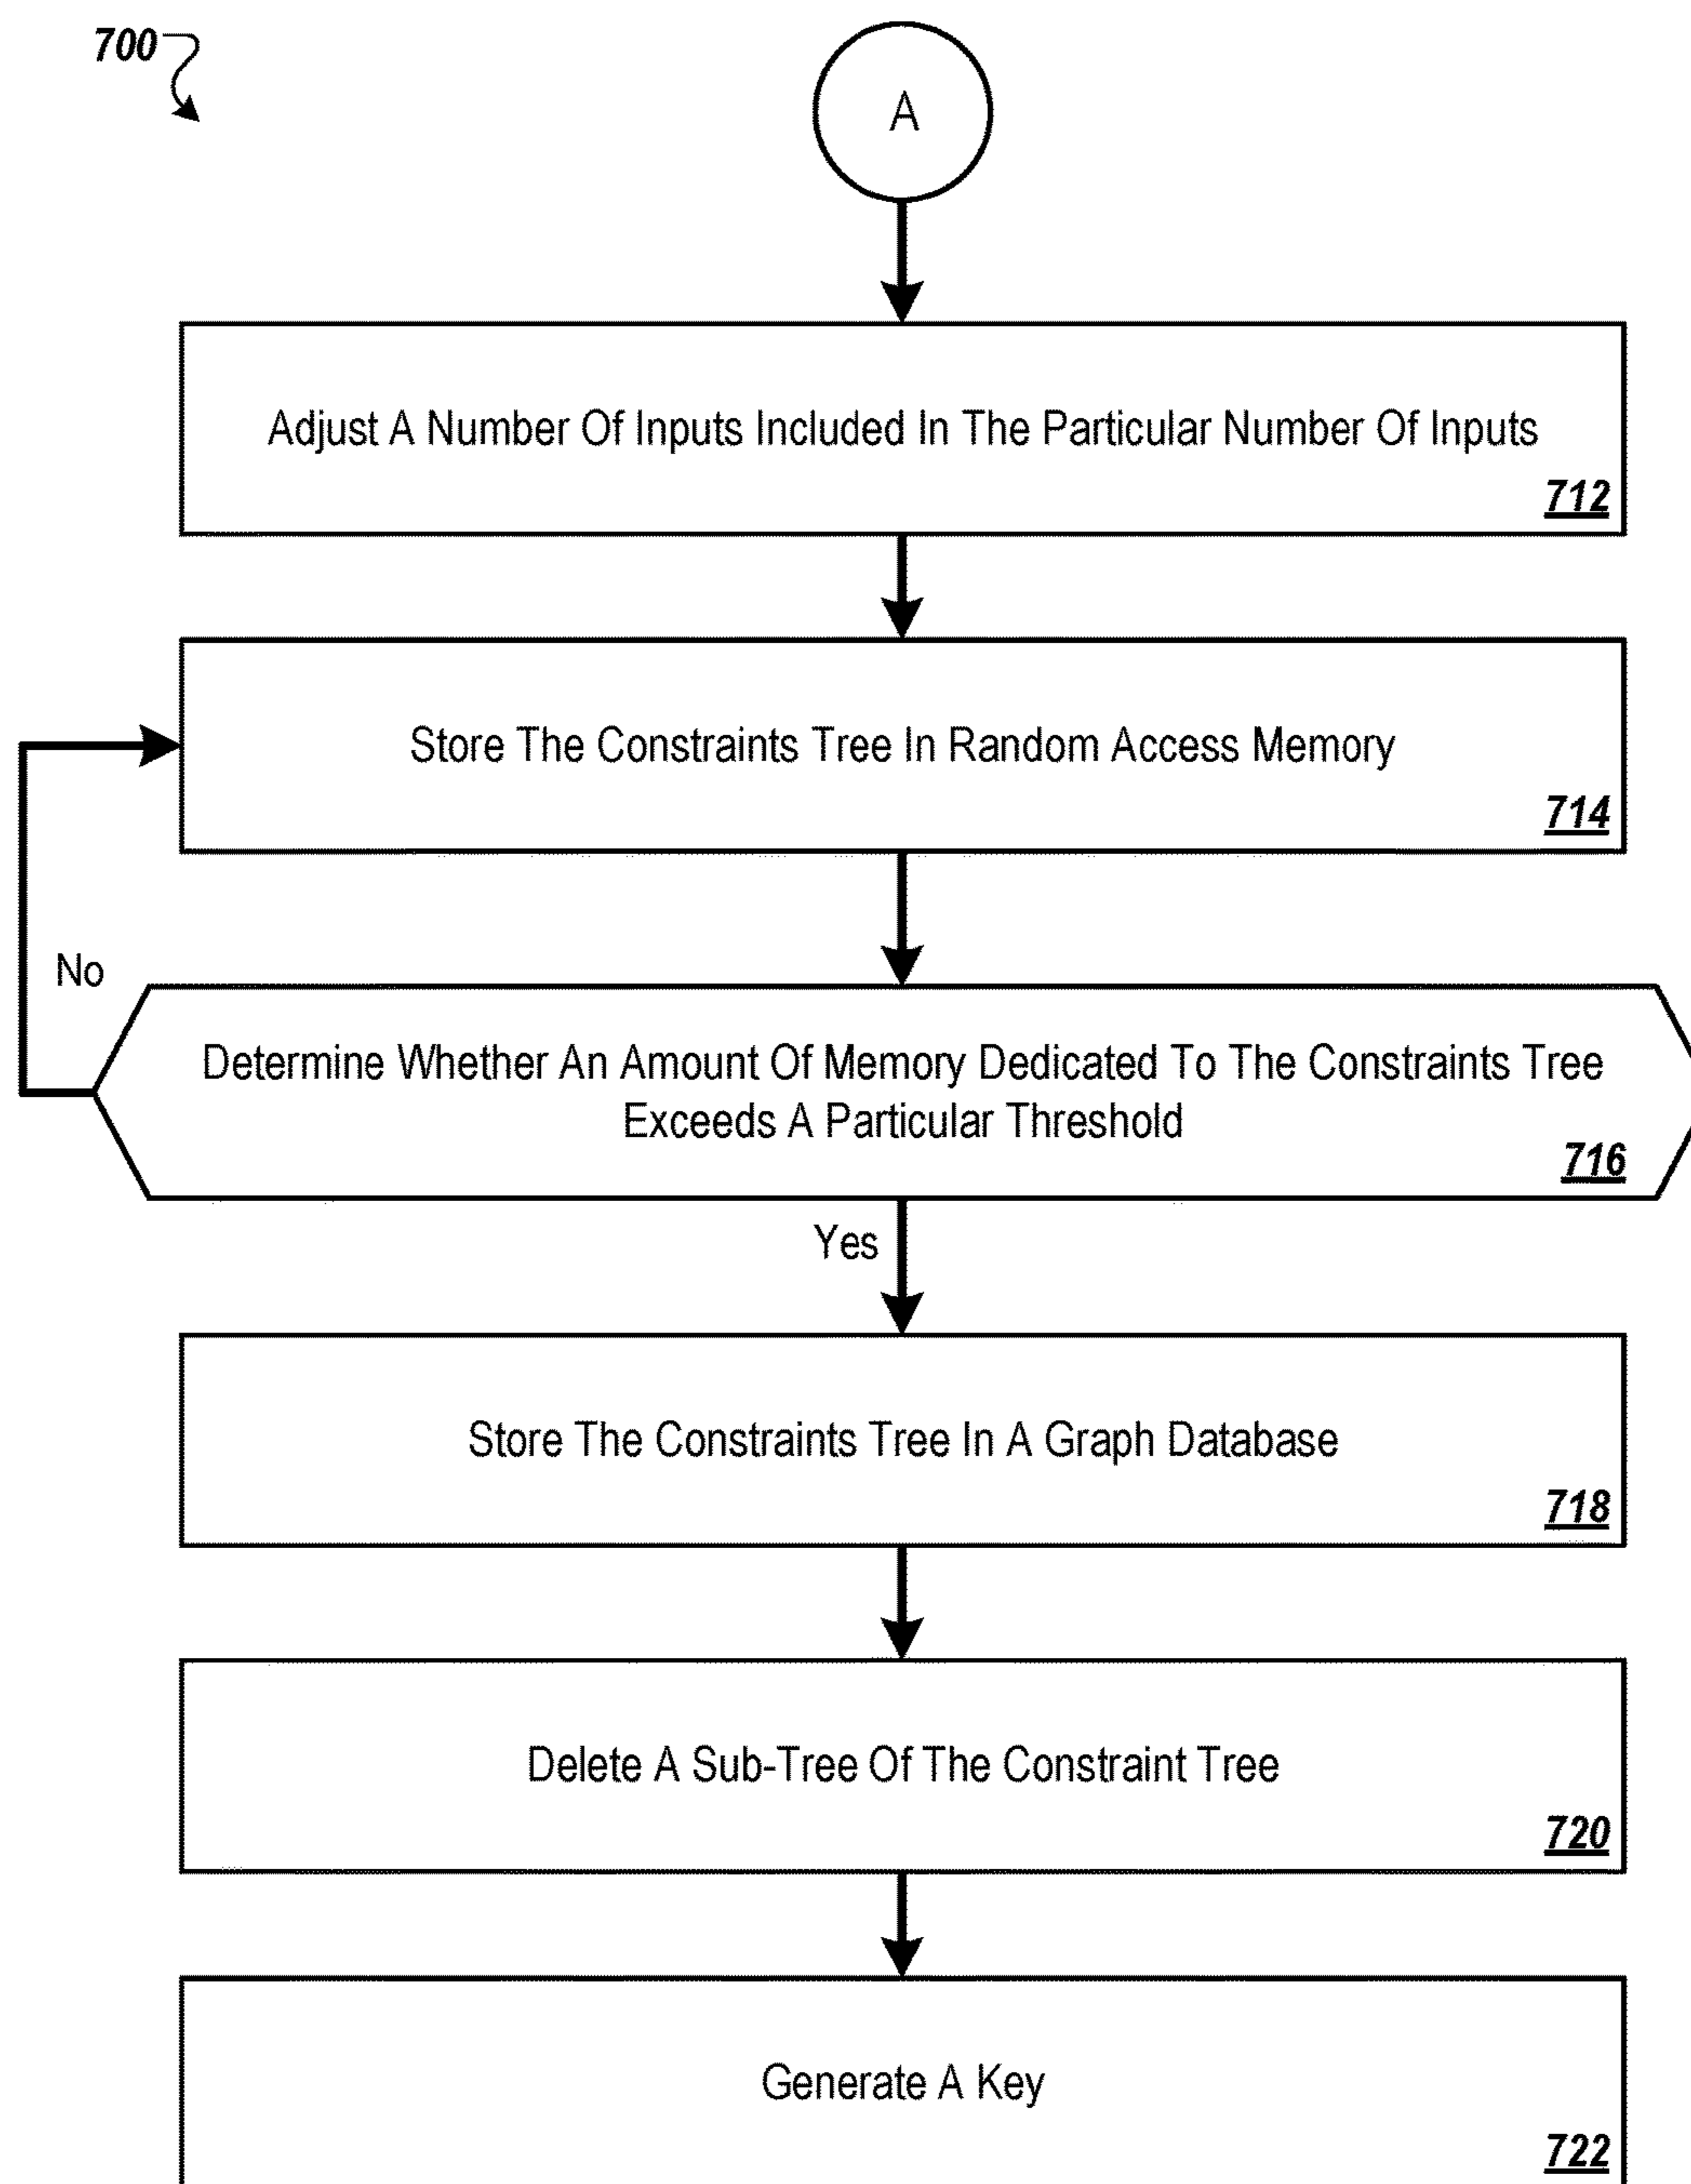 700
A
Adjust A Number Of Inputs Included In The Particular Number Of Inputs
712
Store The Constraints Tree In Random Access Memory
714
No
Determine Whether An Amount Of Memory Dedicated To The Constraints Tree
Exceeds A Particular Threshold
716
Yes
Store The Constraints Tree In A Graph Database
718
Delete A Sub-Tree Of The Constraint Tree
720
Generate A Key
722